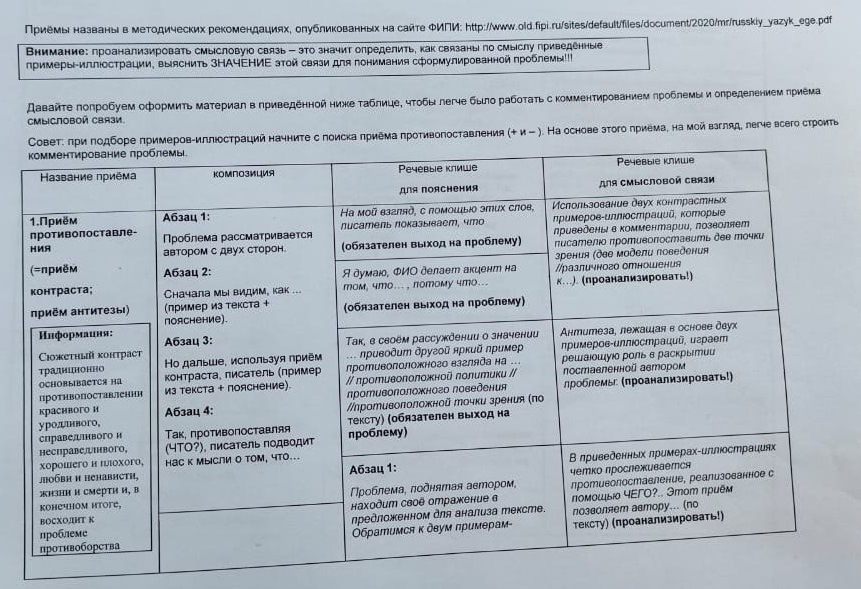 Приёмы названы в методических рекомендациях, опубликованных на сайте ФИПИ: http://www.old.fipi.ru/sites/default/files/document/2020/mr/russkiy_yazyk_ege.pdf
Внимание: проанализировать смысловую связь – это значит определить, как связаны по смыслу приведённые
примеры-иллюстрации, выяснить ЗНАЧЕНИЕ этой связи для понимания сформулированной проблемы!!!
Давайте попробуем оформить материал в приведённой ниже таблице, чтобы легче было работать с комментированием проблемы и определением приёма
смысловой связи.
Совет: при подборе примеров-иллюстраций начните с поиска приёма противопоставления (+ и – ). На основе этого приёма, на мой взгляд, легче всего строить
комментирование проблемы.
Название приёма
композиция
Речевые клише
для пояснения
Речевые клише
для смысловой связи
1.Приём
противопоставле-
ния
(=приём
контраста;
приём антитезы)
Информация:
Сюжетный контраст
традиционно
основывается на
противопоставлении
красивого и
уродливого,
справедливого и
несправедливого,
хорошего и плохого,
любви и ненависти,
жизни и смерти и, в
конечном итоге,
восходит к
проблеме
противоборства
Абзац 1:
Проблема рассматривается
автором с двух сторон.
Абзац 2:
Сначала мы видим, как ...
(пример из текста +
пояснение).
Абзац 3:
Но дальше, используя приём
контраста, писатель (пример
из текста + пояснение).
Абзац 4:
Так, противопоставляя
(ЧТО?), писатель подводит
нас к мысли о том, что…
На мой взгляд, с помощью этих слов,
писатель показывает, что
(обязателен выход на проблему)
Я думаю, ФИО делает акцент на
том, что… , потому что…
(обязателен выход на проблему)
Так, в своём рассуждении о значении
… приводит другой яркий пример
противоположного взгляда на …
// противоположной политики //
противоположного поведения
//противоположной точки зрения (по
тексту) (обязателен выход на
проблему)
Абзац 1:
Проблема, поднятая автором,
находит своё отражение в
предложенном для анализа тексте.
Обратимся к двум примерам-
Использование двух контрастных
примеров-иллюстраций, которые
приведены в комментарии, позволяет
писателю противопоставить две точки
зрения (две модели поведения
//различного отношения
к…). (проанализировать!)
Антитеза, лежащая в основе двух
примеров-иллюстраций, играет
решающую роль в раскрытии
поставленной автором
проблемы: (проанализировать!)
В приведенных примерах-иллюстрациях
четко прослеживается
противопоставление, реализованное с
помощью ЧЕГО?.. Этот приём
позволяет автору… (по
тексту) (проанализировать!)